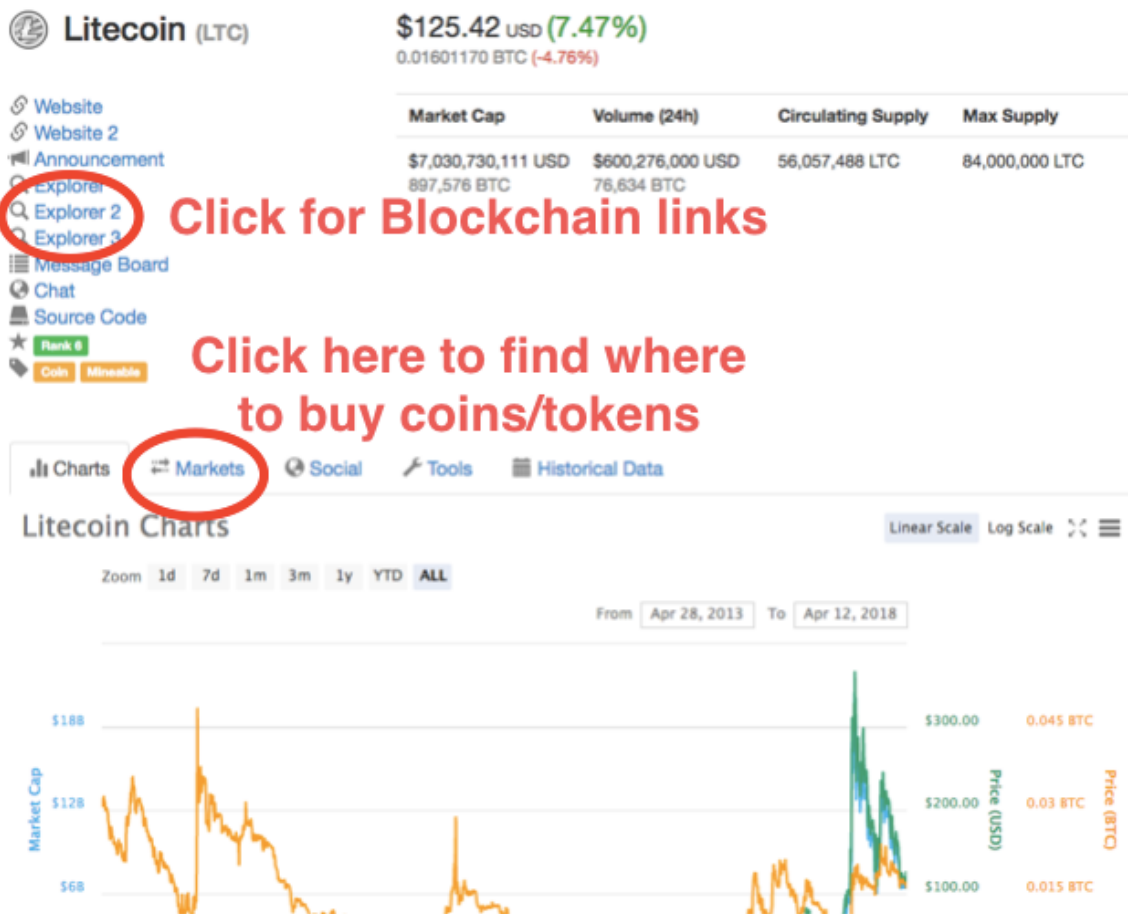 Litecoin (LTC)
$125.42 USD (7.47%)
0.01601170 BTC (-4.76%)
Website
Website 2
Announcement
Explorer
Explorer 2
Explorer 3
Message Board
Chat
Source Code
Rank 6
Coin Mineable
Market Cap Volume (24h) Circulating Supply Max Supply
$7,030,730,111 USD $600,276,000 USD 56,057,488 LTC 84,000,000 LTC
897,576 BTC 76,634 BTC
Click for Blockchain links
Click here to find where
to buy coins/tokens
Charts Markets Social Tools Historical Data
Litecoin Charts
Linear Scale Log Scale
Zoom 1d 7d 1m 3m 1y YTD ALL
From Apr 28, 2013 To Apr 12, 2018
Market Cap
$18B
$12B
$6B
$300.00
$200.00
$100.00
Price (USD)
0.045 BTC
0.03 BTC
0.015 BTC
Price (BTC)